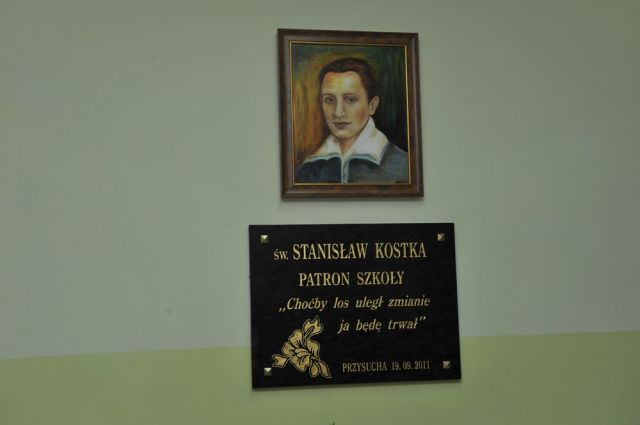 św. STANISŁAW KOSTKA
PATRON SZKOŁY
„Choćby los uległ zmianie
ja będę trwał”
PRZYSUCHA 19.09.2011